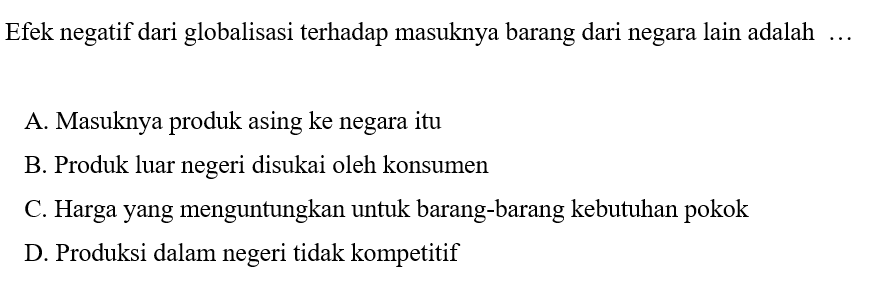 Efek negatif dari globalisasi terhadap masuknya barang dari negara lain adalah …
A. Masuknya produk asing ke negara itu
B. Produk luar negeri disukai oleh konsumen
C. Harga yang menguntungkan untuk barang-barang kebutuhan pokok
D. Produksi dalam negeri tidak kompetitif